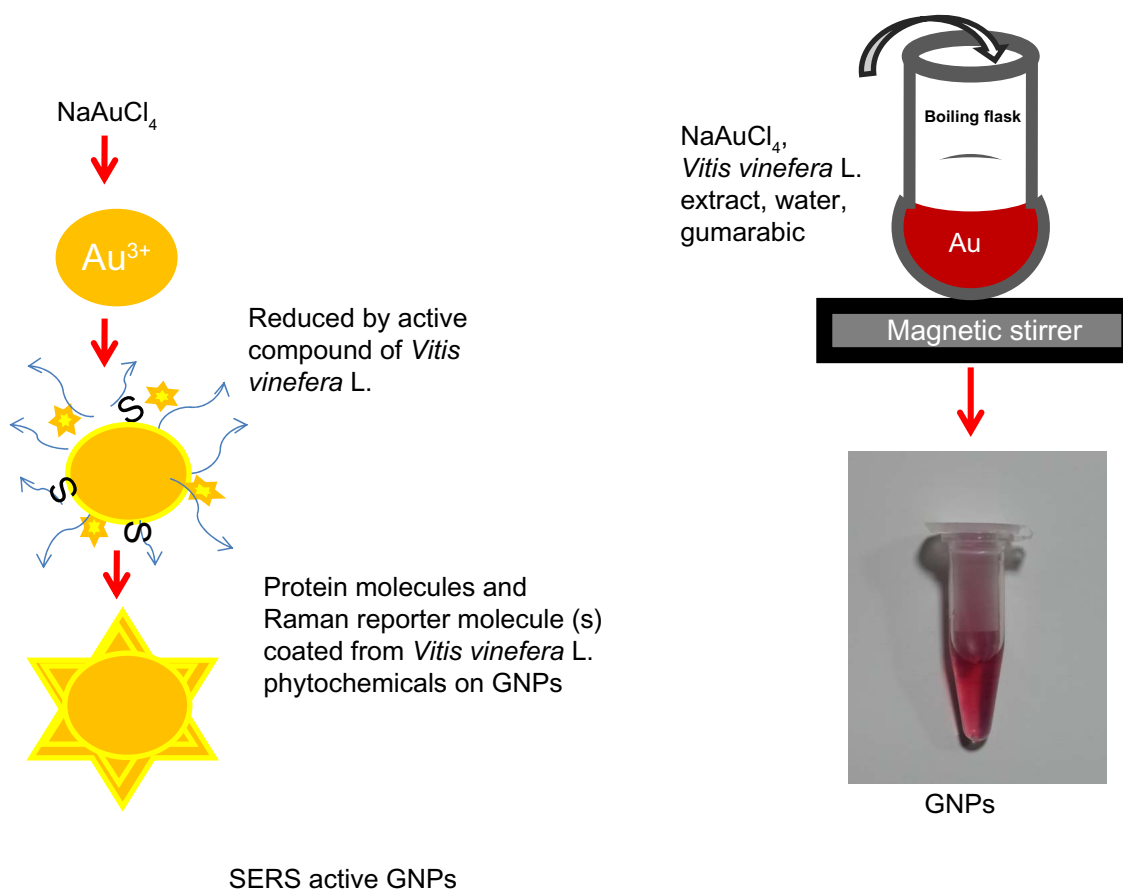 NaAuCl₄
Au³⁺
Reduced by active
compound of Vitis
vinefera L.
S
S
S
Protein molecules and
Raman reporter molecule (s)
coated from Vitis vinefera L.
phytochemicals on GNPs
SERS active GNPs
NaAuCl₄,
Vitis vinefera L.
extract, water,
gumarabic
Boiling flask
Au
Magnetic stirrer
GNPs